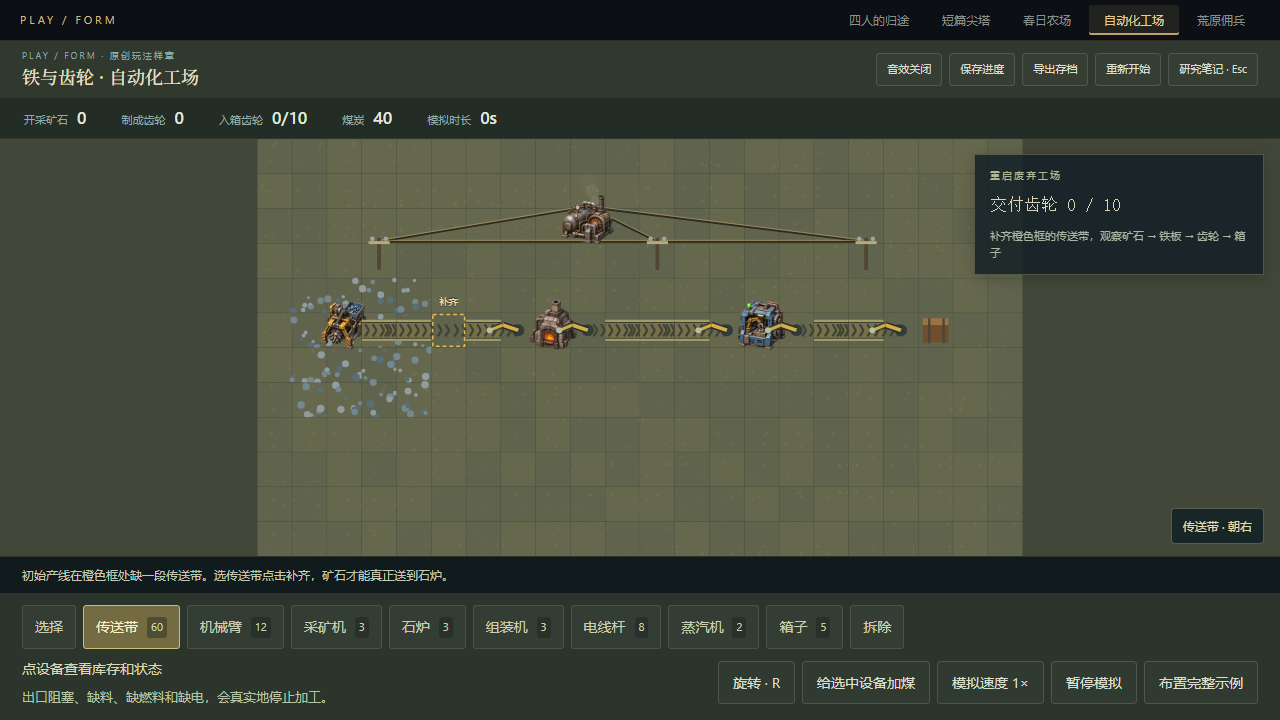 PLAY / FORM
四人的归途
短篇尖塔
春日农场
自动化工场
荒原佣兵
PLAY / FORM · 原创玩法样章
铁与齿轮 · 自动化工场
音效关闭
保存进度
导出存档
重新开始
研究笔记 · Esc
开采矿石 0
制成齿轮 0
入箱齿轮 0/10
煤炭 40
模拟时长 0s
重启废弃工场
交付齿轮 0 / 10
补齐橙色框的传送带，观察矿石 → 铁板 → 齿轮 → 箱
子
补齐
传送带 · 朝右
初始产线在橙色框处缺一段传送带。选传送带点击补齐，矿石才能真正送到石炉。
选择
传送带 60
机械臂 12
采矿机 3
石炉 3
组装机 3
电线杆 8
蒸汽机 2
箱子 5
拆除
点设备查看库存和状态
出口阻塞、缺料、缺燃料和缺电，会真实地停止加工。
旋转 · R
给选中设备加煤
模拟速度 1×
暂停模拟
布置完整示例